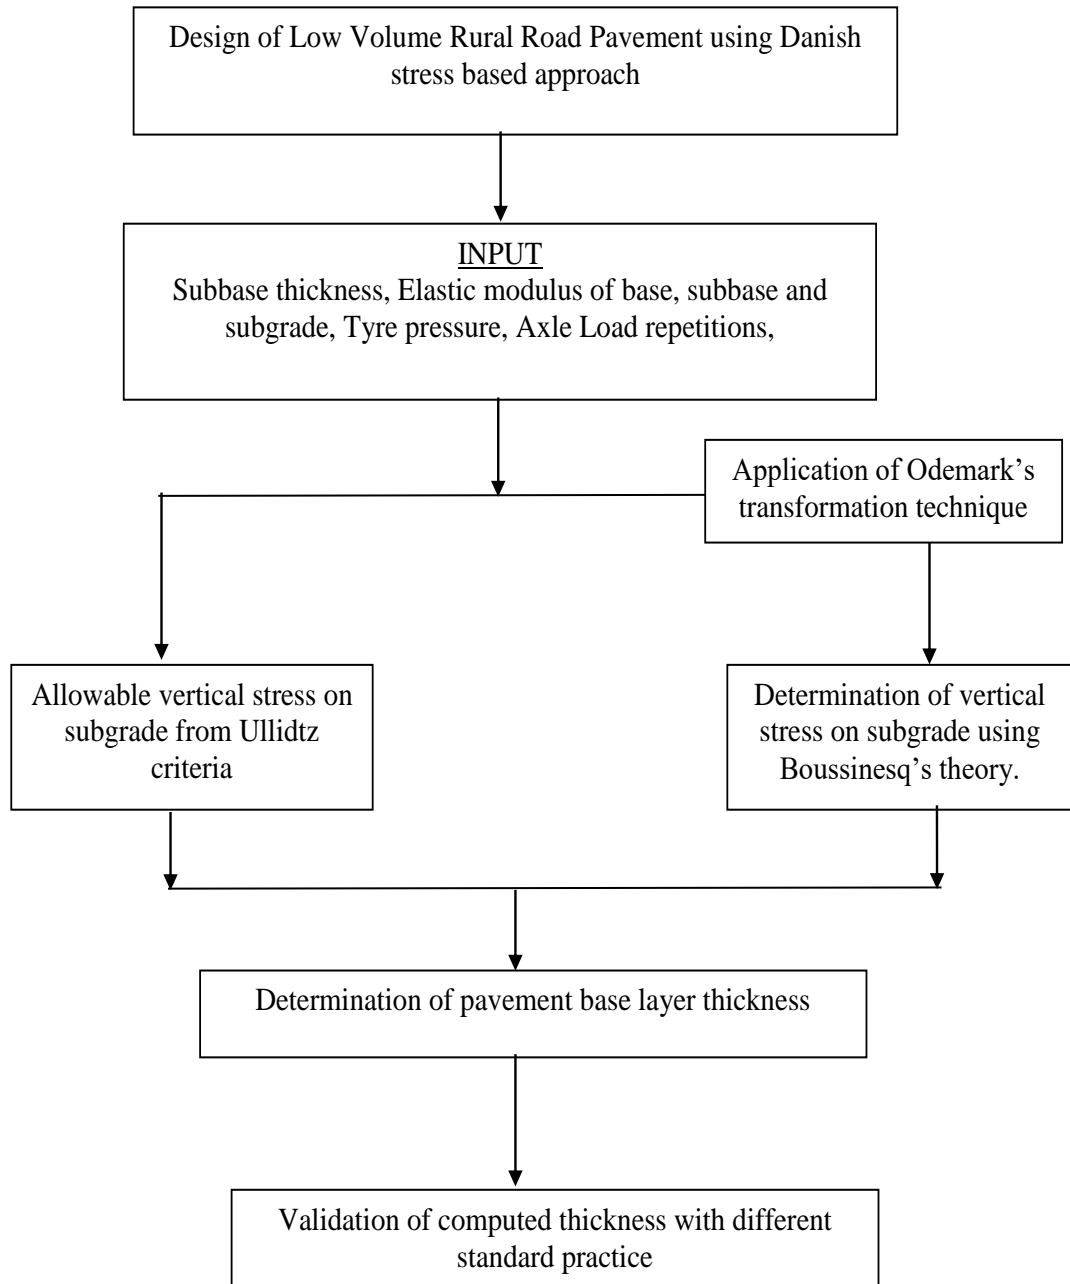 Design of Low Volume Rural Road Pavement using Danish
stress based approach
INPUT
Subbase thickness, Elastic modulus of base, subbase and
subgrade, Tyre pressure, Axle Load repetitions,
Application of Odemark’s
transformation technique
Allowable vertical stress on
subgrade from Ullidtz
criteria
Determination of vertical
stress on subgrade using
Boussinesq’s theory.
Determination of pavement base layer thickness
Validation of computed thickness with different
standard practice